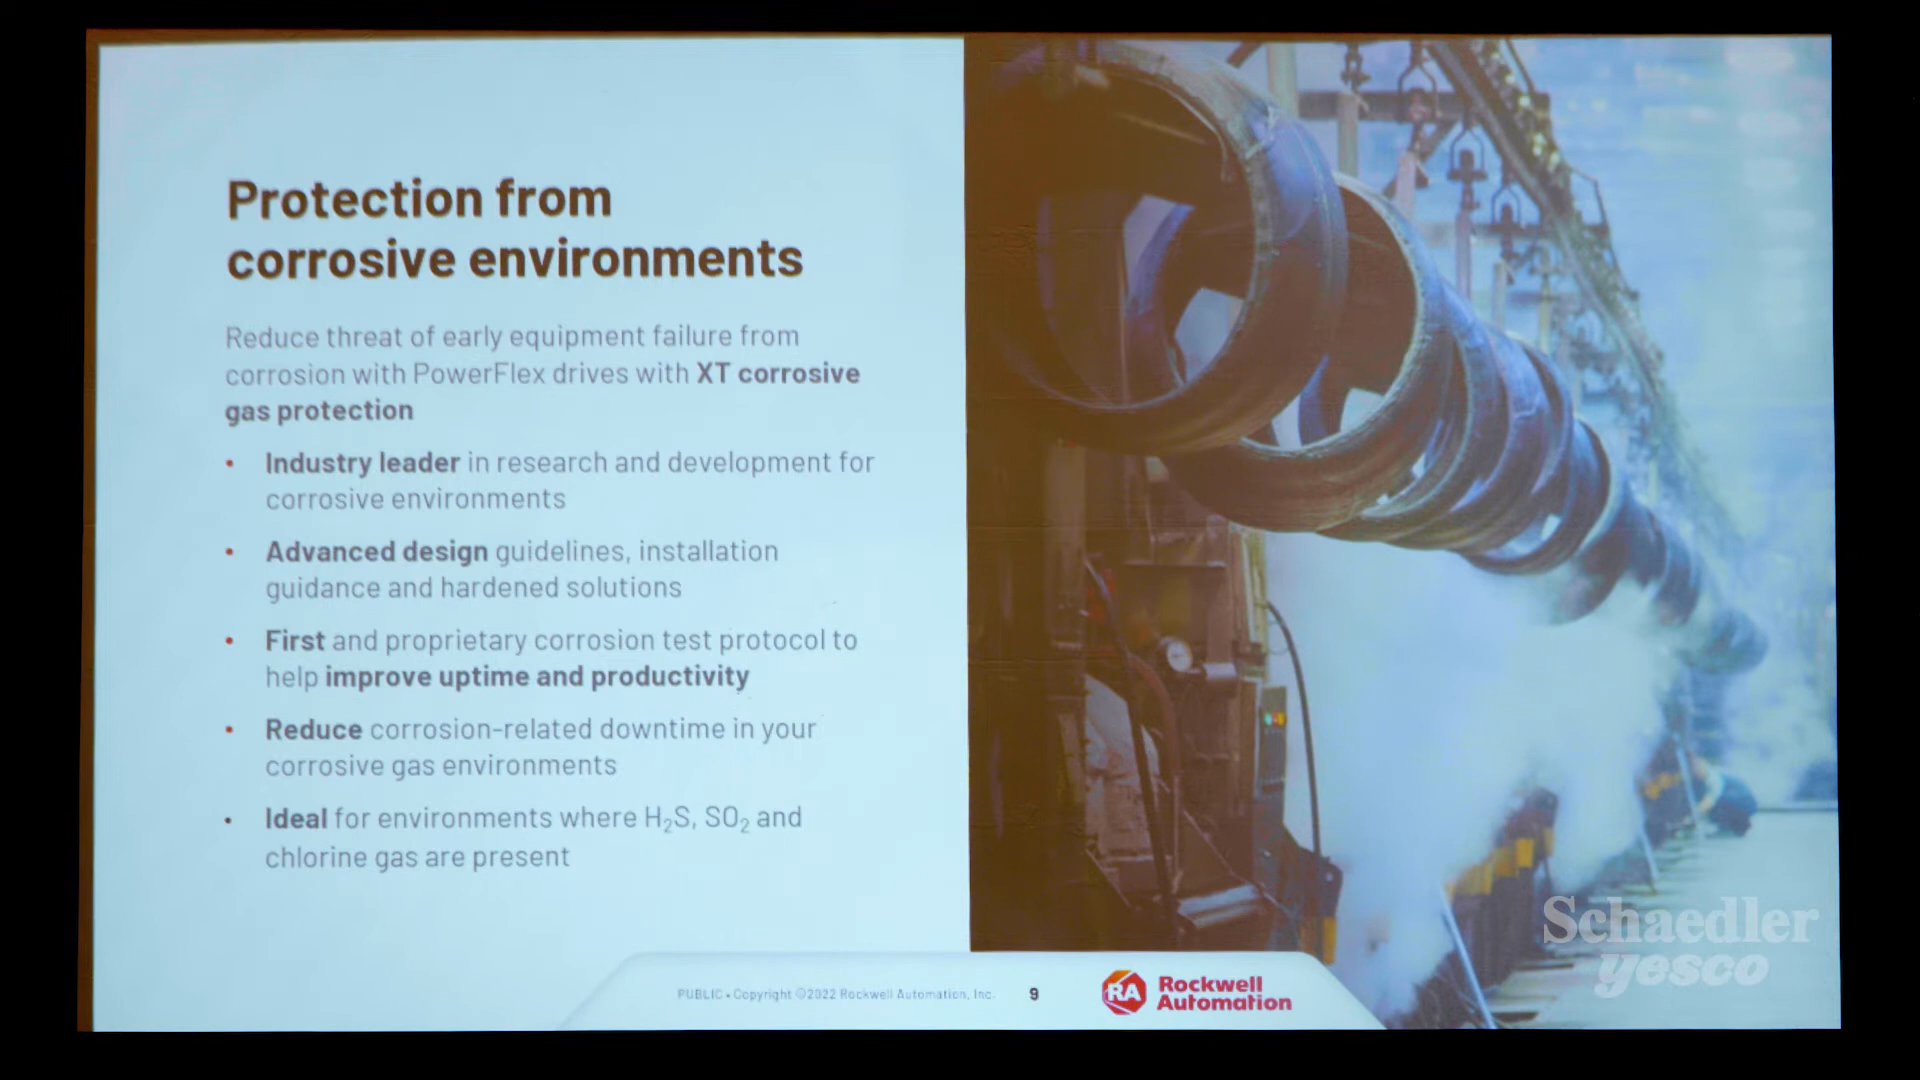 Protection from
corrosive environments
Reduce threat of early equipment failure from
corrosion with PowerFlex drives with XT corrosive
gas protection
• Industry leader in research and development for
corrosive environments
• Advanced design guidelines, installation
guidance and hardened solutions
• First and proprietary corrosion test protocol to
help improve uptime and productivity
• Reduce corrosion-related downtime in your
corrosive gas environments
• Ideal for environments where H₂S, SO₂ and
chlorine gas are present
PUBLIC • Copyright ©2022 Rockwell Automation, Inc.
9
RA
Rockwell
Automation
Schaedler
yesco